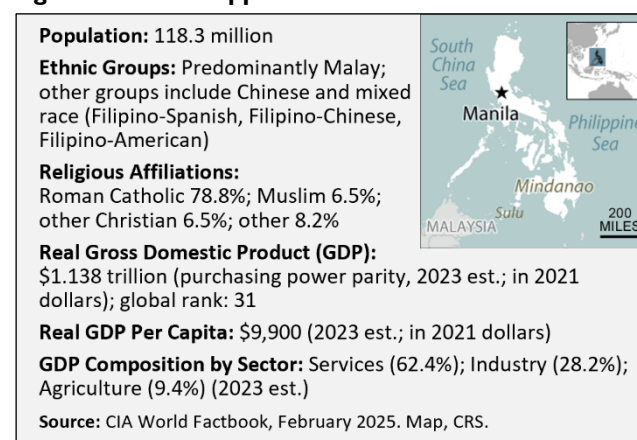 Population: 118.3 million
Ethnic Groups: Predominantly Malay;
other groups include Chinese and mixed
race (Filipino-Spanish, Filipino-Chinese,
Filipino-American)
Religious Affiliations:
Roman Catholic 78.8%; Muslim 6.5%;
other Christian 6.5%; other 8.2%
Real Gross Domestic Product (GDP):
$1.138 trillion (purchasing power parity, 2023 est.; in 2021
dollars); global rank: 31
Real GDP Per Capita: $9,900 (2023 est.; in 2021 dollars)
GDP Composition by Sector: Services (62.4%); Industry (28.2%);
Agriculture (9.4%) (2023 est.)
Source: CIA World Factbook, February 2025. Map, CRS.
South
China
Sea
Manila
Philippine
Sea
Mindanao
Sulu
MALAYSIA
200
MILES